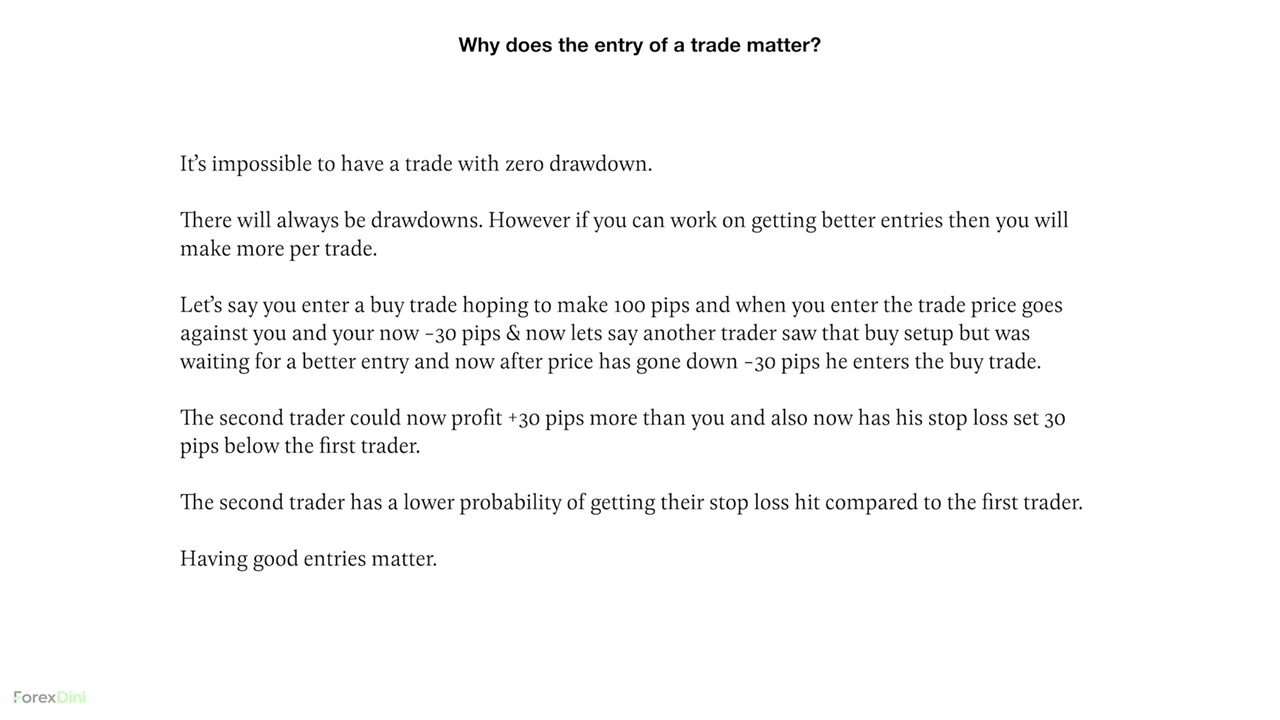 Why does the entry of a trade matter?
It’s impossible to have a trade with zero drawdown.
There will always be drawdowns. However if you can work on getting better entries then you will
make more per trade.
Let’s say you enter a buy trade hoping to make 100 pips and when you enter the trade price goes
against you and your now -30 pips & now lets say another trader saw that buy setup but was
waiting for a better entry and now after price has gone down -30 pips he enters the buy trade.
The second trader could now profit +30 pips more than you and also now has his stop loss set 30
pips below the first trader.
The second trader has a lower probability of getting their stop loss hit compared to the first trader.
Having good entries matter.
ForexDini